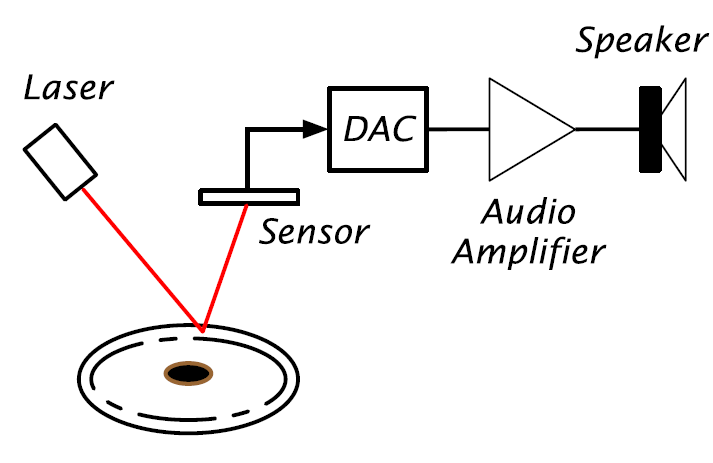 Speaker
Laser
DAC
Audio
Amplifier
Sensor